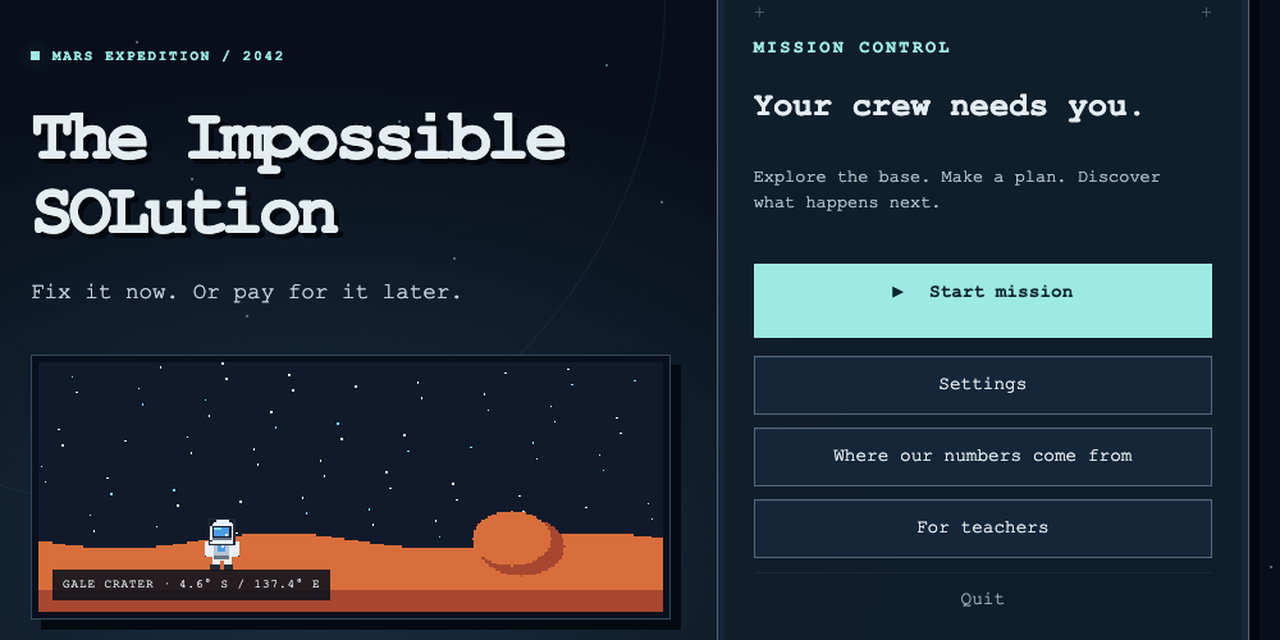 MARS EXPEDITION / 2042
The Impossible
SOLution
Fix it now. Or pay for it later.
GALE CRATER · 4.6° S / 137.4° E
MISSION CONTROL
Your crew needs you.
Explore the base. Make a plan. Discover
what happens next.
▶ Start mission
Settings
Where our numbers come from
For teachers
Quit